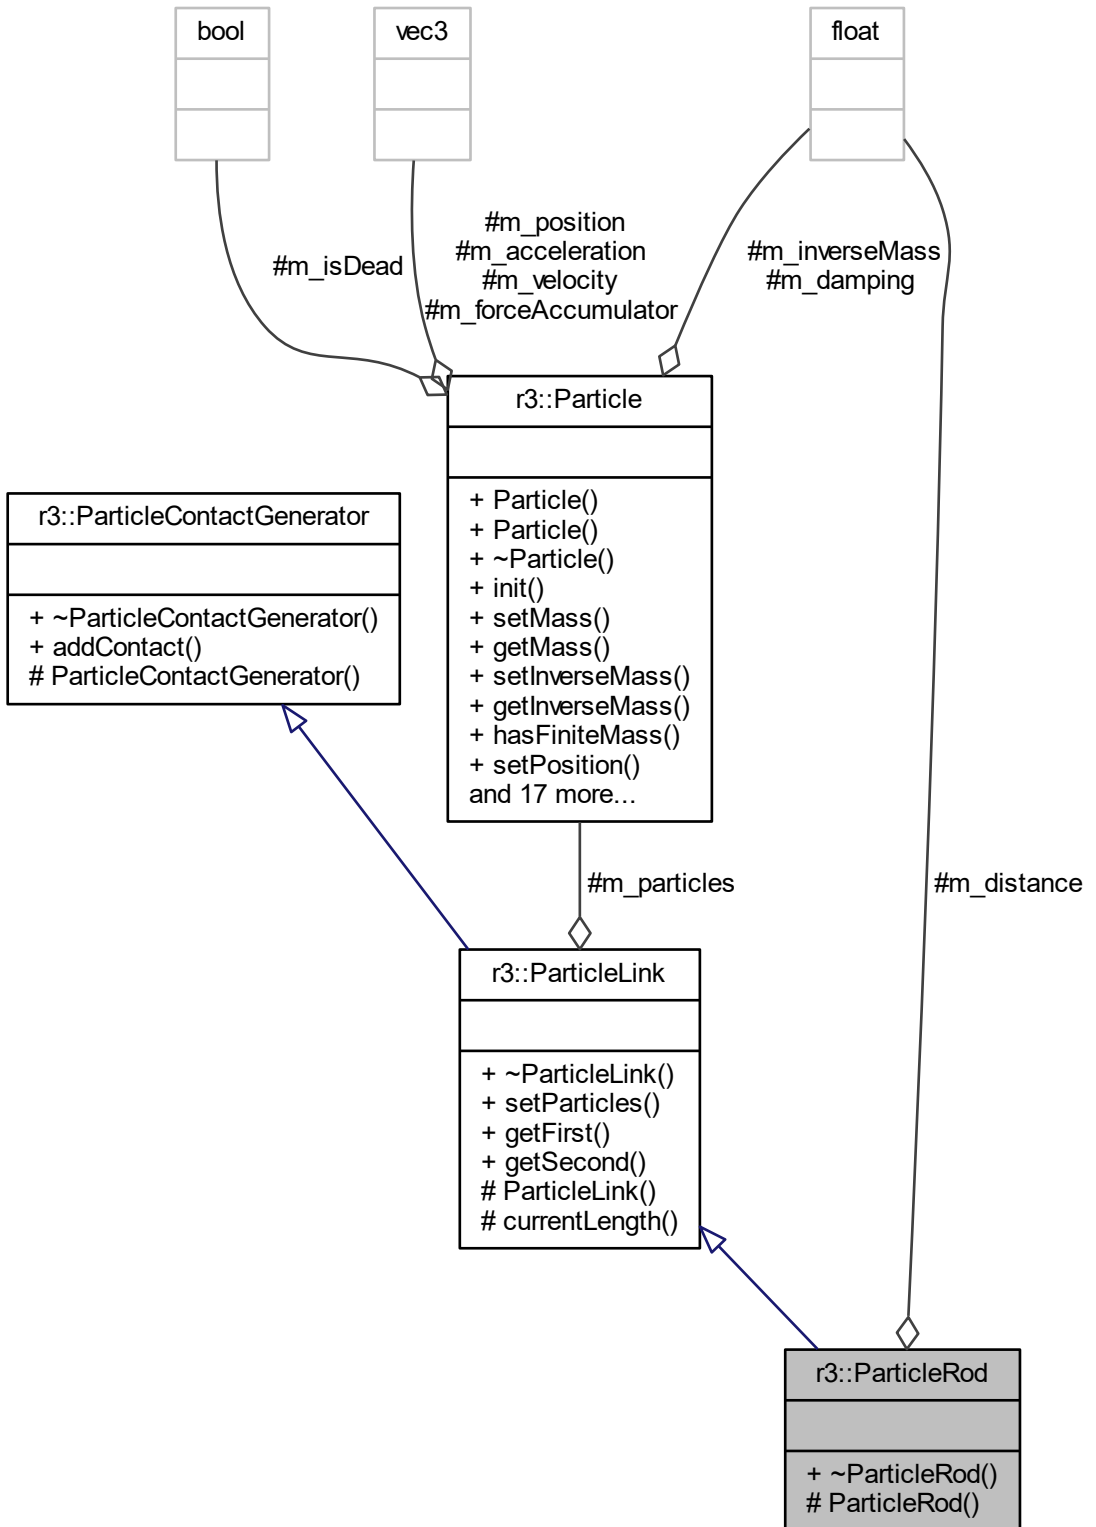 bool
vec3
float
#m_isDead
#m_position
#m_acceleration
#m_velocity
#m_forceAccumulator
#m_inverseMass
#m_damping
r3::Particle
+ Particle()
+ Particle()
+ ~Particle()
+ init()
+ setMass()
+ getMass()
+ setInverseMass()
+ getInverseMass()
+ hasFiniteMass()
+ setPosition()
and 17 more...
r3::ParticleContactGenerator
+ ~ParticleContactGenerator()
+ addContact()
# ParticleContactGenerator()
#m_particles
#m_distance
r3::ParticleLink
+ ~ParticleLink()
+ setParticles()
+ getFirst()
+ getSecond()
# ParticleLink()
# currentLength()
r3::ParticleRod
+ ~ParticleRod()
# ParticleRod()